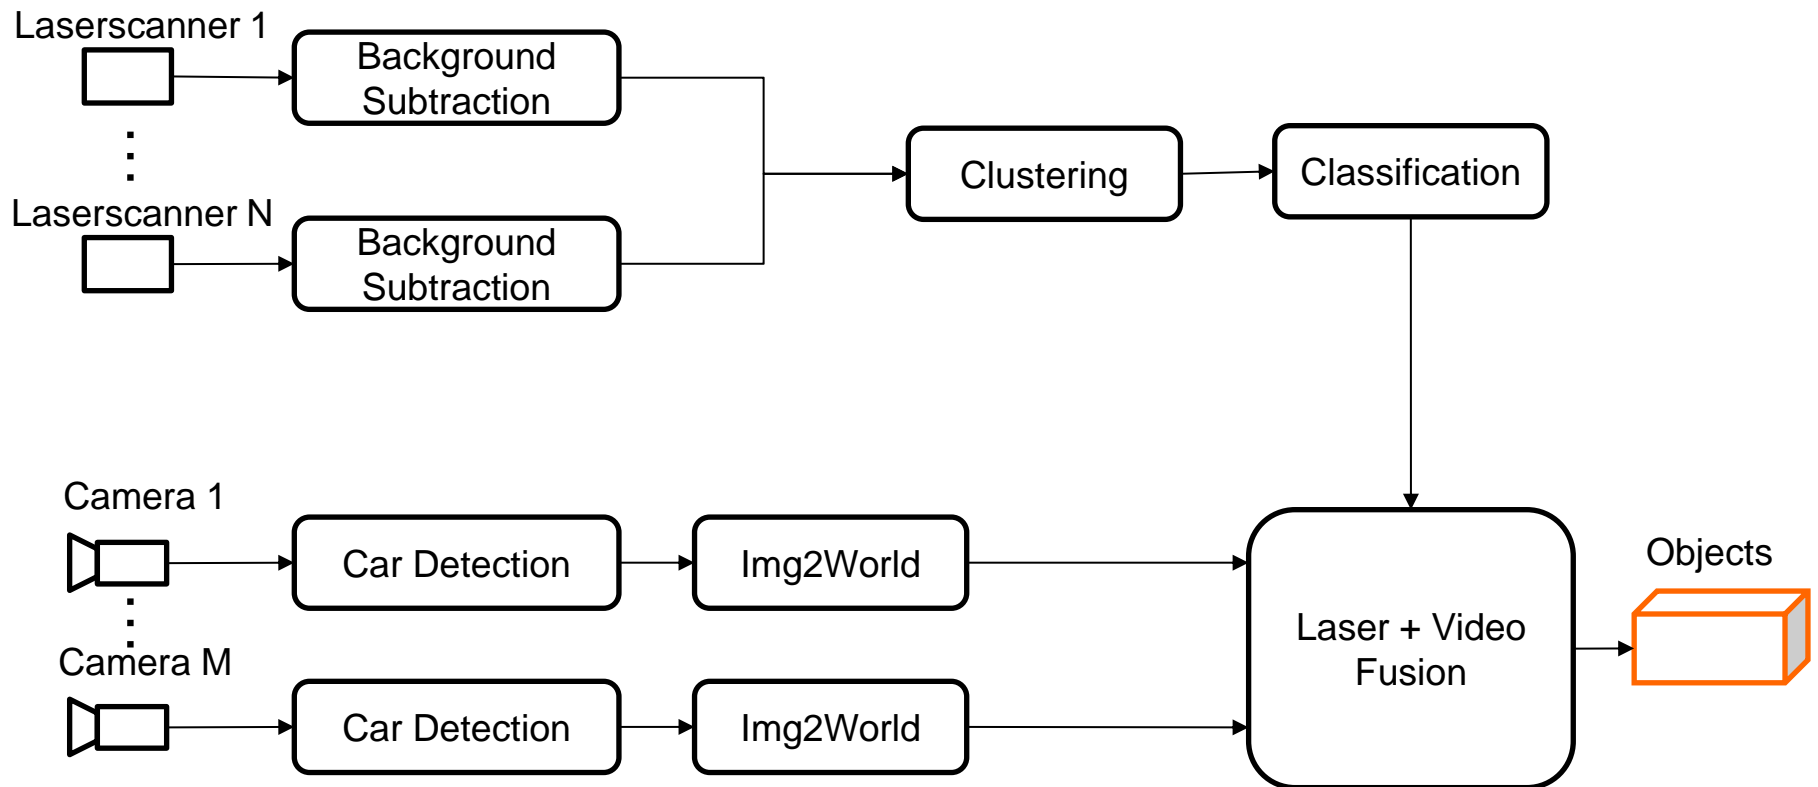 Laserscanner 1
Background
Subtraction
Clustering
Classification
Laserscanner N
Background
Subtraction
Camera 1
Car Detection
Img2World
Objects
Laser + Video
Fusion
Camera M
Car Detection
Img2World